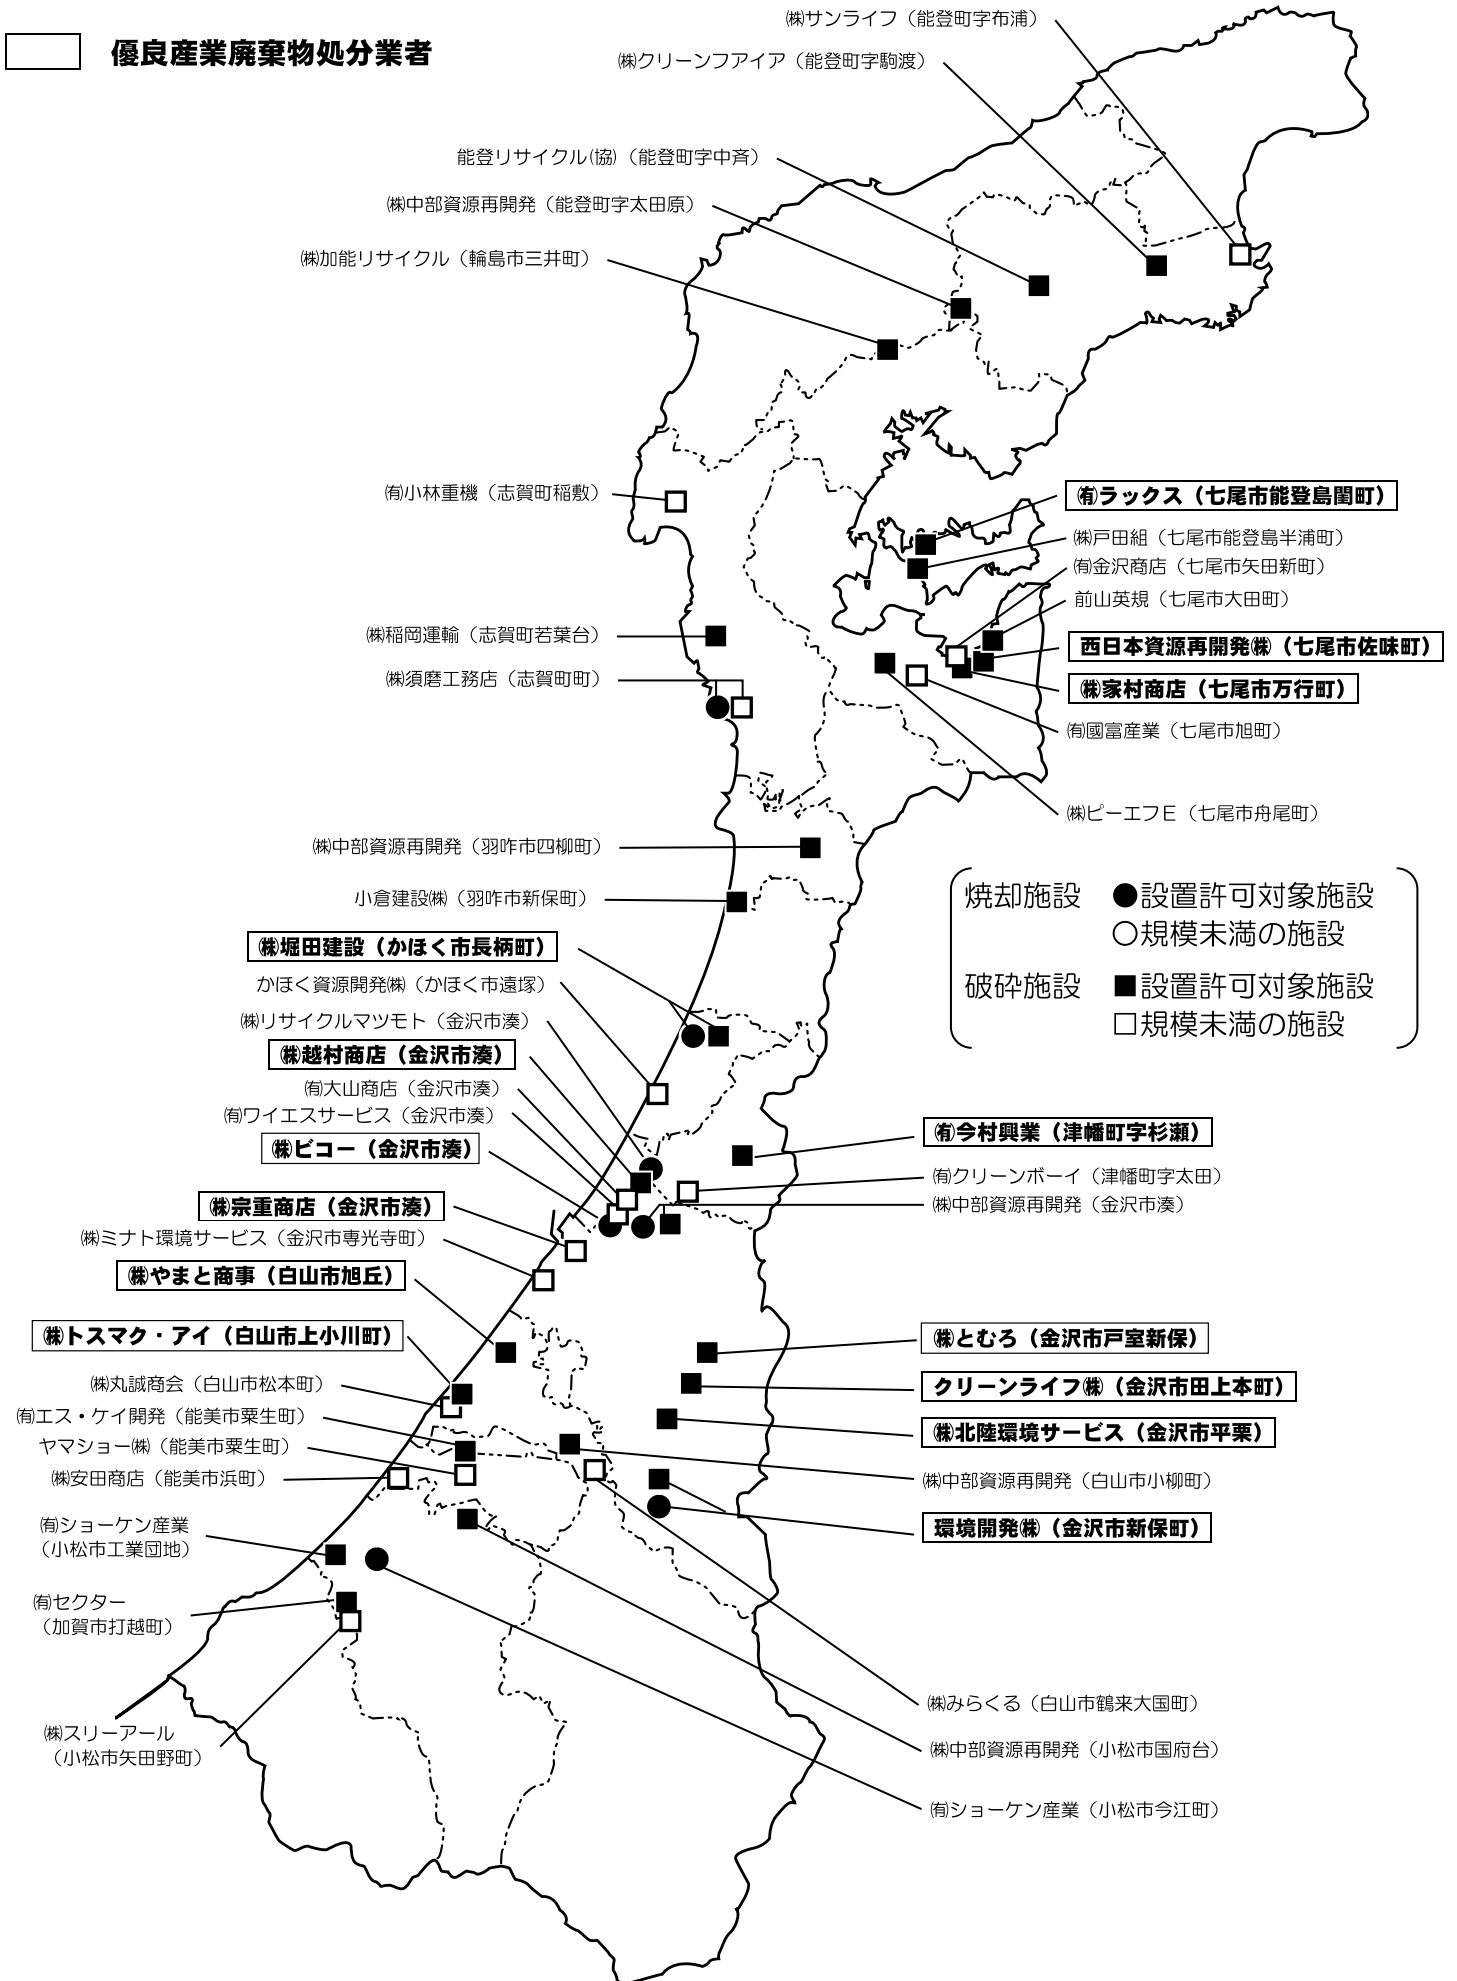 優良産業廃棄物処分業者
㈱サンライフ（能登町字布浦）
㈱クリーンフアイア（能登町字駒渡）
能登リサイクル㈿（能登町字中斉）
㈱中部資源再開発（能登町字太田原）
㈱加能リサイクル（輪島市三井町）
㈲小林重機（志賀町稲敷）
㈱稲岡運輸（志賀町若葉台）
㈱須磨工務店（志賀町町）
㈱中部資源再開発（羽咋市四柳町）
小倉建設㈱（羽咋市新保町）
㈱堀田建設（かほく市長柄町）
かほく資源開発㈱（かほく市遠塚）
㈱リサイクルマツモト（金沢市湊）
㈱越村商店（金沢市湊）
㈲大山商店（金沢市湊）
㈲ワイエスサービス（金沢市湊）
㈱ビコー（金沢市湊）
㈱宗重商店（金沢市湊）
㈱ミナト環境サービス（金沢市専光寺町）
㈱やまと商事（白山市旭丘）
㈱トスマク・アイ（白山市上小川町）
㈱丸誠商会（白山市松本町）
㈲エス・ケイ開発（能美市粟生町）
ヤマショー㈱（能美市粟生町）
㈱安田商店（能美市浜町）
㈲ショーケン産業
（小松市工業団地）
㈲セクター
（加賀市打越町）
㈱スリーアール
（小松市矢田野町）
㈲ラックス（七尾市能登島閨町）
㈱戸田組（七尾市能登島半浦町）
㈲金沢商店（七尾市矢田新町）
前山英規（七尾市大田町）
西日本資源再開発㈱（七尾市佐味町）
㈱家村商店（七尾市万行町）
㈲國富産業（七尾市旭町）
㈱ピーエフE（七尾市舟尾町）
焼却施設 ●設置許可対象施設
○規模未満の施設
破砕施設 ■設置許可対象施設
□規模未満の施設
㈲今村興業（津幡町字杉瀬）
㈲クリーンボーイ（津幡町字太田）
㈱中部資源再開発（金沢市湊）
㈱とむろ（金沢市戸室新保）
クリーンライフ㈱（金沢市田上本町）
㈱北陸環境サービス（金沢市平栗）
㈱中部資源再開発（白山市小柳町）
環境開発㈱（金沢市新保町）
㈱みらくる（白山市鶴来大国町）
㈱中部資源再開発（小松市国府台）
㈲ショーケン産業（小松市今江町）